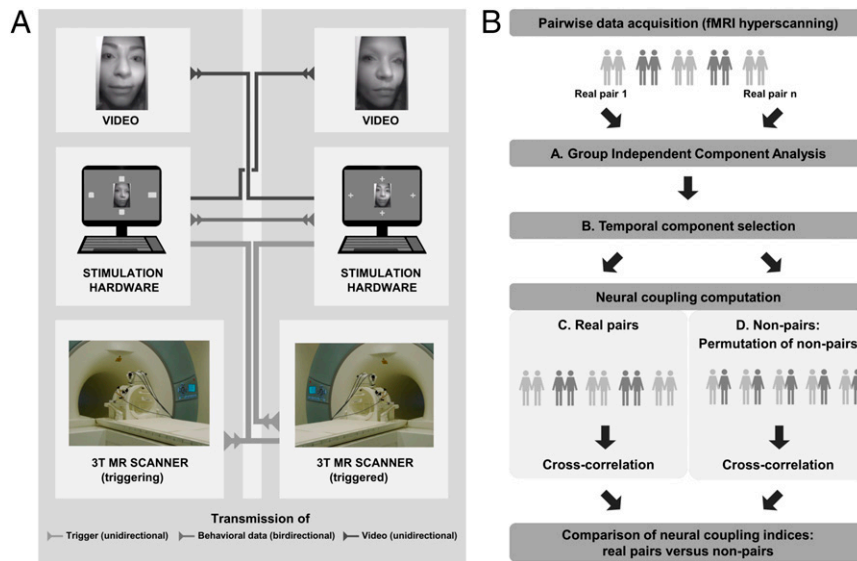 A
VIDEO
VIDEO
STIMULATION
HARDWARE
STIMULATION
HARDWARE
3T MR SCANNER
(triggering)
3T MR SCANNER
(triggered)
Transmission of
Trigger (unidirectional)
Behavioral data (birdirectional)
Video (unidirectional)
B
Pairwise data acquisition (fMRI hyperscanning)
Real pair 1
Real pair n
A. Group Independent Component Analysis
B. Temporal component selection
Neural coupling computation
C. Real pairs
D. Non-pairs:
Permutation of non-pairs
Cross-correlation
Cross-correlation
Comparison of neural coupling indices:
real pairs versus non-pairs